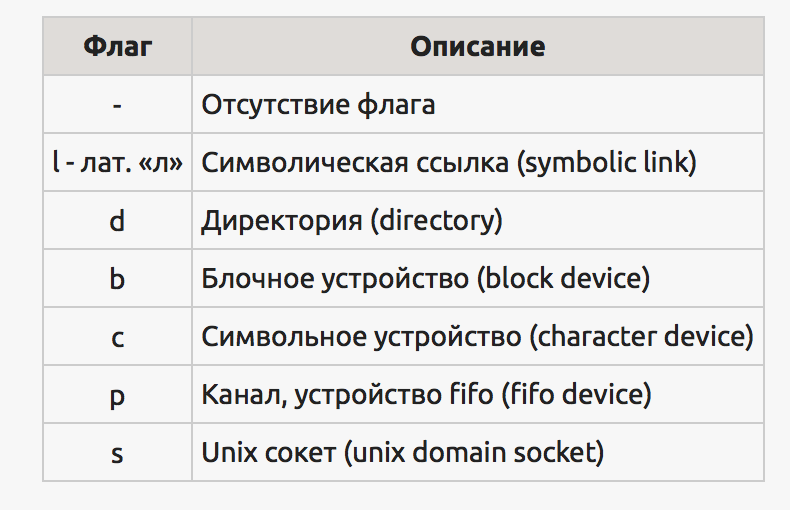 Флаг Описание
- Отсутствие флага
l - лат. «л» Символическая ссылка (symbolic link)
d Директория (directory)
b Блочное устройство (block device)
c Символьное устройство (character device)
p Канал, устройство fifo (fifo device)
s Unix сокет (unix domain socket)